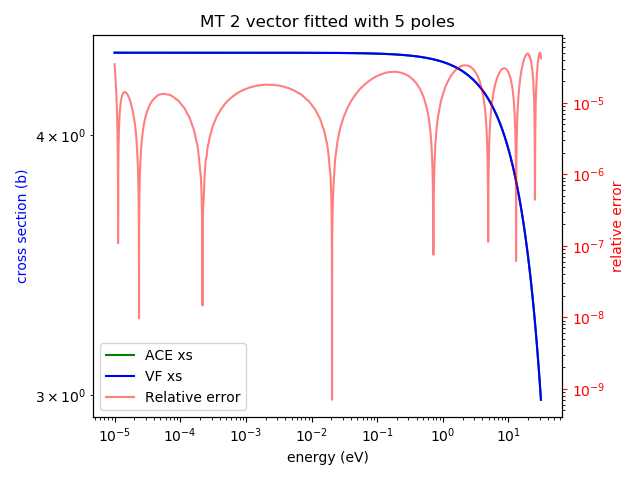 MT 2 vector fitted with 5 poles
cross section (b)
4 × 10⁰
3 × 10⁰
10⁻⁵
10⁻⁶
10⁻⁷
10⁻⁸
10⁻⁹
relative error
ACE xs
VF xs
Relative error
10⁻⁵ 10⁻⁴ 10⁻³ 10⁻² 10⁻¹ 10⁰ 10¹
energy (eV)